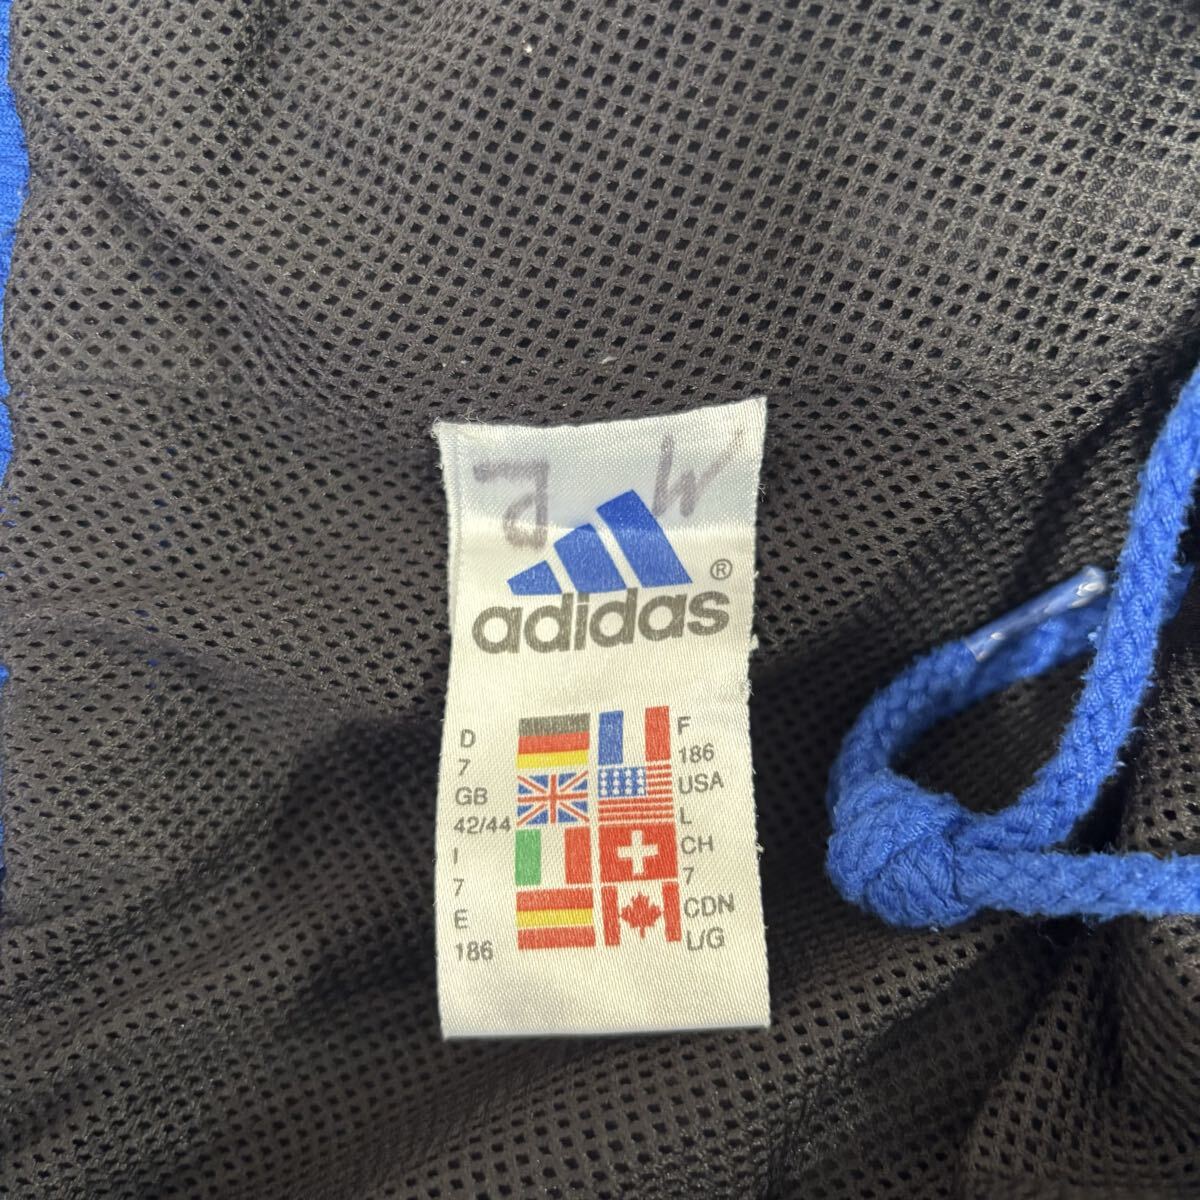 adidas®
D
7
GB
42/44
I
7
E
186
F
186
USA
L
CH
7
CDN
L/G